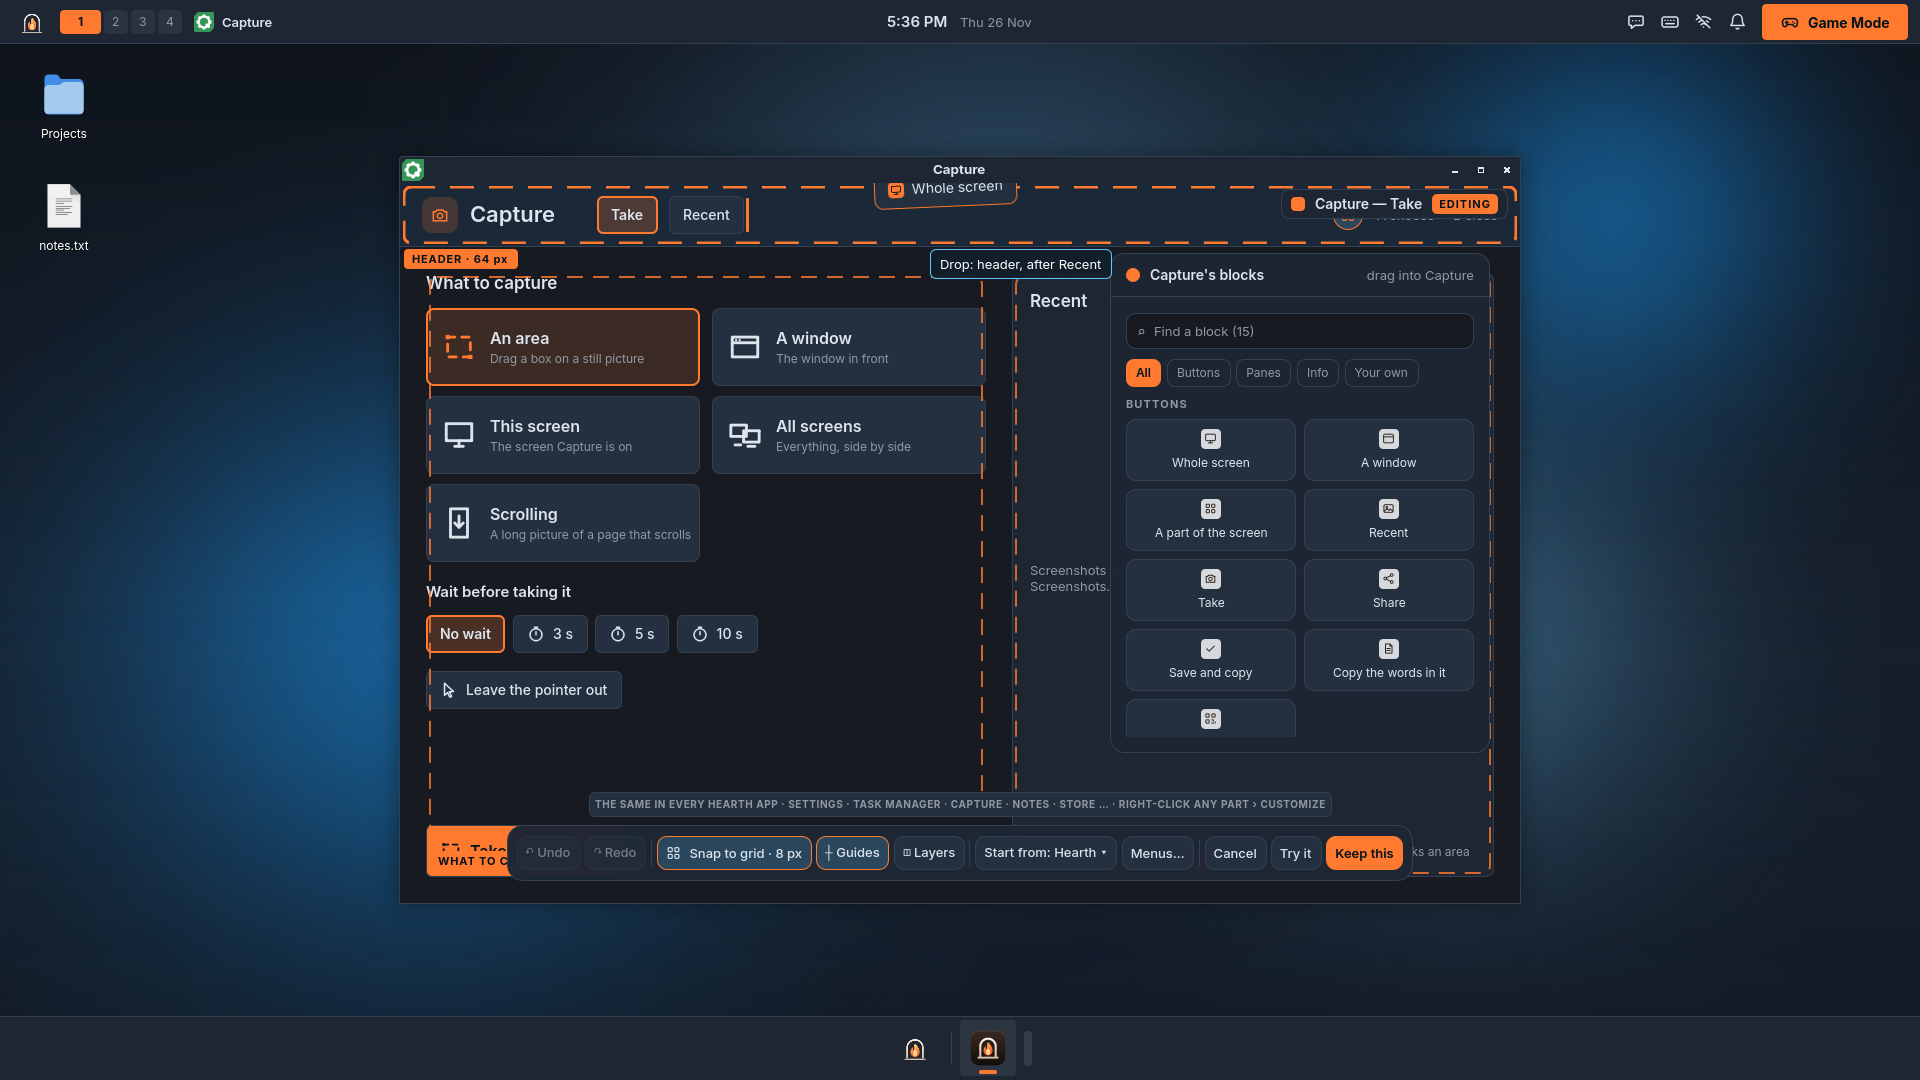 1 2 3 4 Capture
5:36 PM Thu 26 Nov
Game Mode
Projects
notes.txt
Capture
Capture
Take
Recent
Whole screen
Capture — Take EDITING
HEADER · 64 px
Drop: header, after Recent
What to capture
An area
Drag a box on a still picture
A window
The window in front
This screen
The screen Capture is on
All screens
Everything, side by side
Scrolling
A long picture of a page that scrolls
Wait before taking it
No wait
3 s
5 s
10 s
Leave the pointer out
Recent
Screenshots
Screenshots.
Capture's blocks
drag into Capture
Find a block (15)
All
Buttons
Panes
Info
Your own
BUTTONS
Whole screen
A window
A part of the screen
Recent
Take
Share
Save and copy
Copy the words in it
THE SAME IN EVERY HEARTH APP · SETTINGS · TASK MANAGER · CAPTURE · NOTES · STORE ... · RIGHT-CLICK ANY PART › CUSTOMIZE
WHAT TO C
Undo
Redo
Snap to grid · 8 px
Guides
Layers
Start from: Hearth
Menus...
Cancel
Try it
Keep this
ks an area